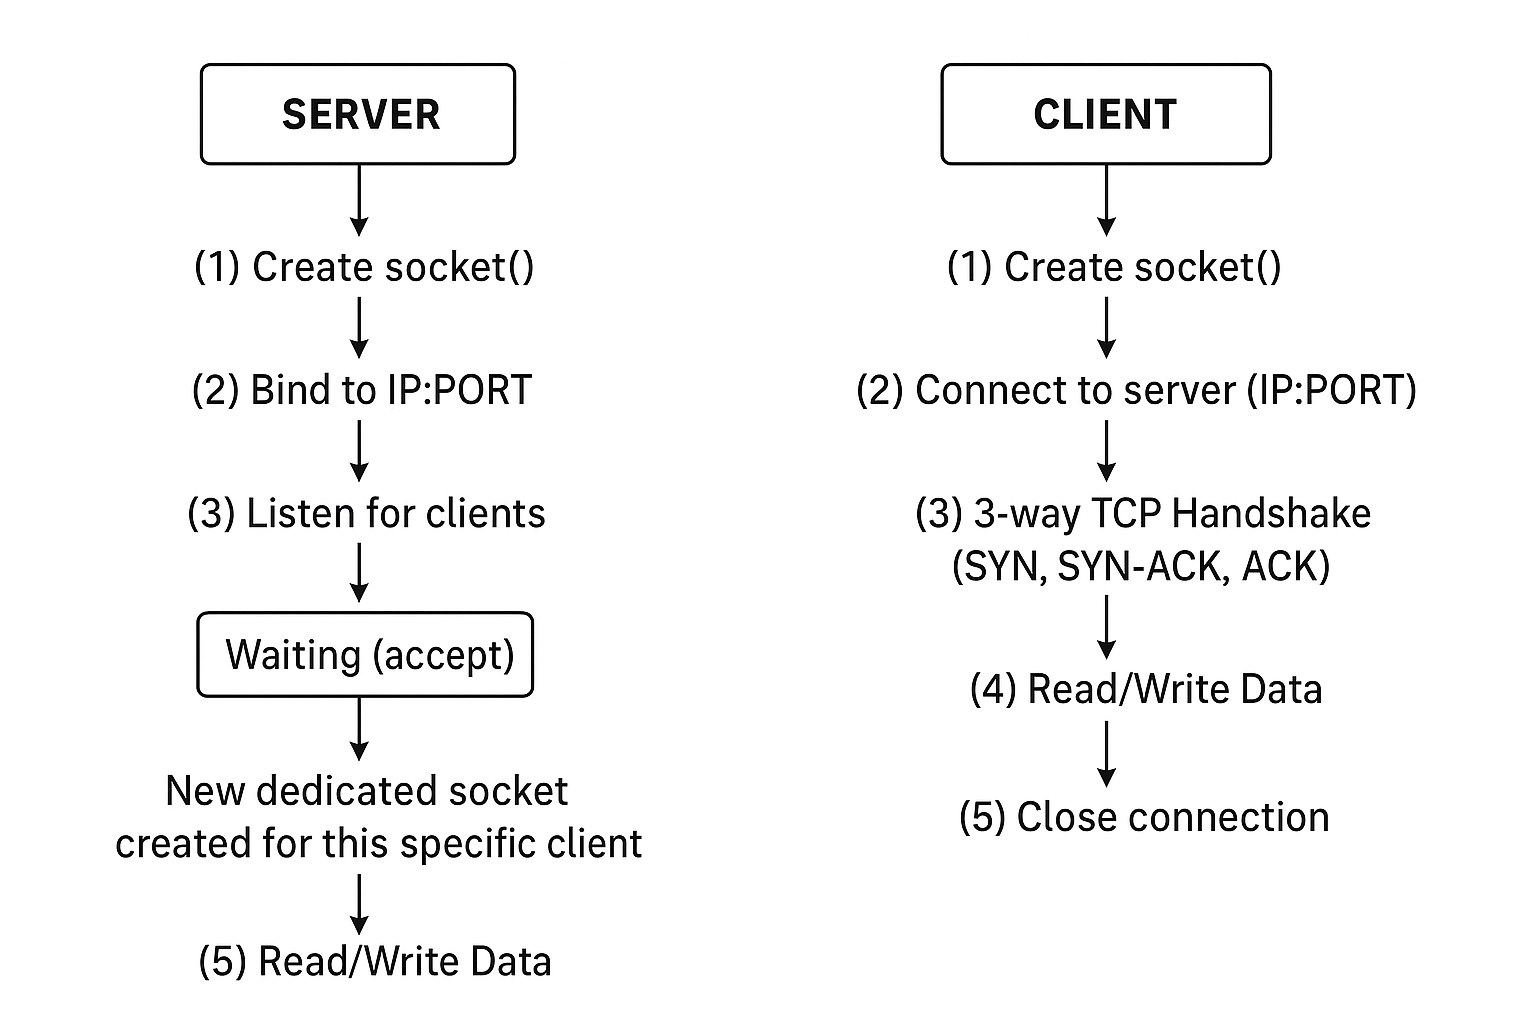 SERVER
(1) Create socket()
(2) Bind to IP:PORT
(3) Listen for clients
Waiting (accept)
New dedicated socket
created for this specific client
(5) Read/Write Data
CLIENT
(1) Create socket()
(2) Connect to server (IP:PORT)
(3) 3-way TCP Handshake
(SYN, SYN-ACK, ACK)
(4) Read/Write Data
(5) Close connection